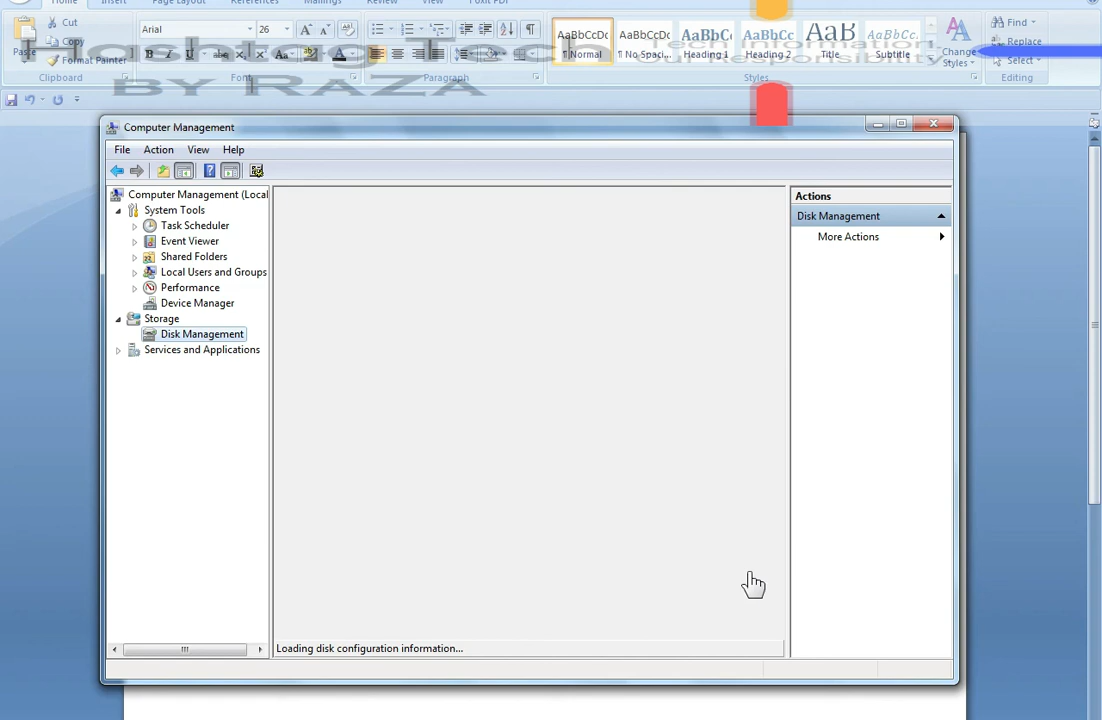 Home Insert Page Layout References Mailings Review View Foxit PDF
Cut
Copy
Format Painter
Paste
Clipboard
Arial 26
Font
Paragraph
AaBbCcDc AaBbCcDc AaBbC AaBbCc AaB AaBbCc.
¶ Normal ¶ No Spaci... Heading 1 Heading 2 Title Subtitle
Change
Styles
Styles
Find
Replace
Select
Editing
Tech Information
BY RAZA
Computer Management
File Action View Help
Computer Management (Local
System Tools
Task Scheduler
Event Viewer
Shared Folders
Local Users and Groups
Performance
Device Manager
Storage
Disk Management
Services and Applications
Loading disk configuration information...
Actions
Disk Management
More Actions